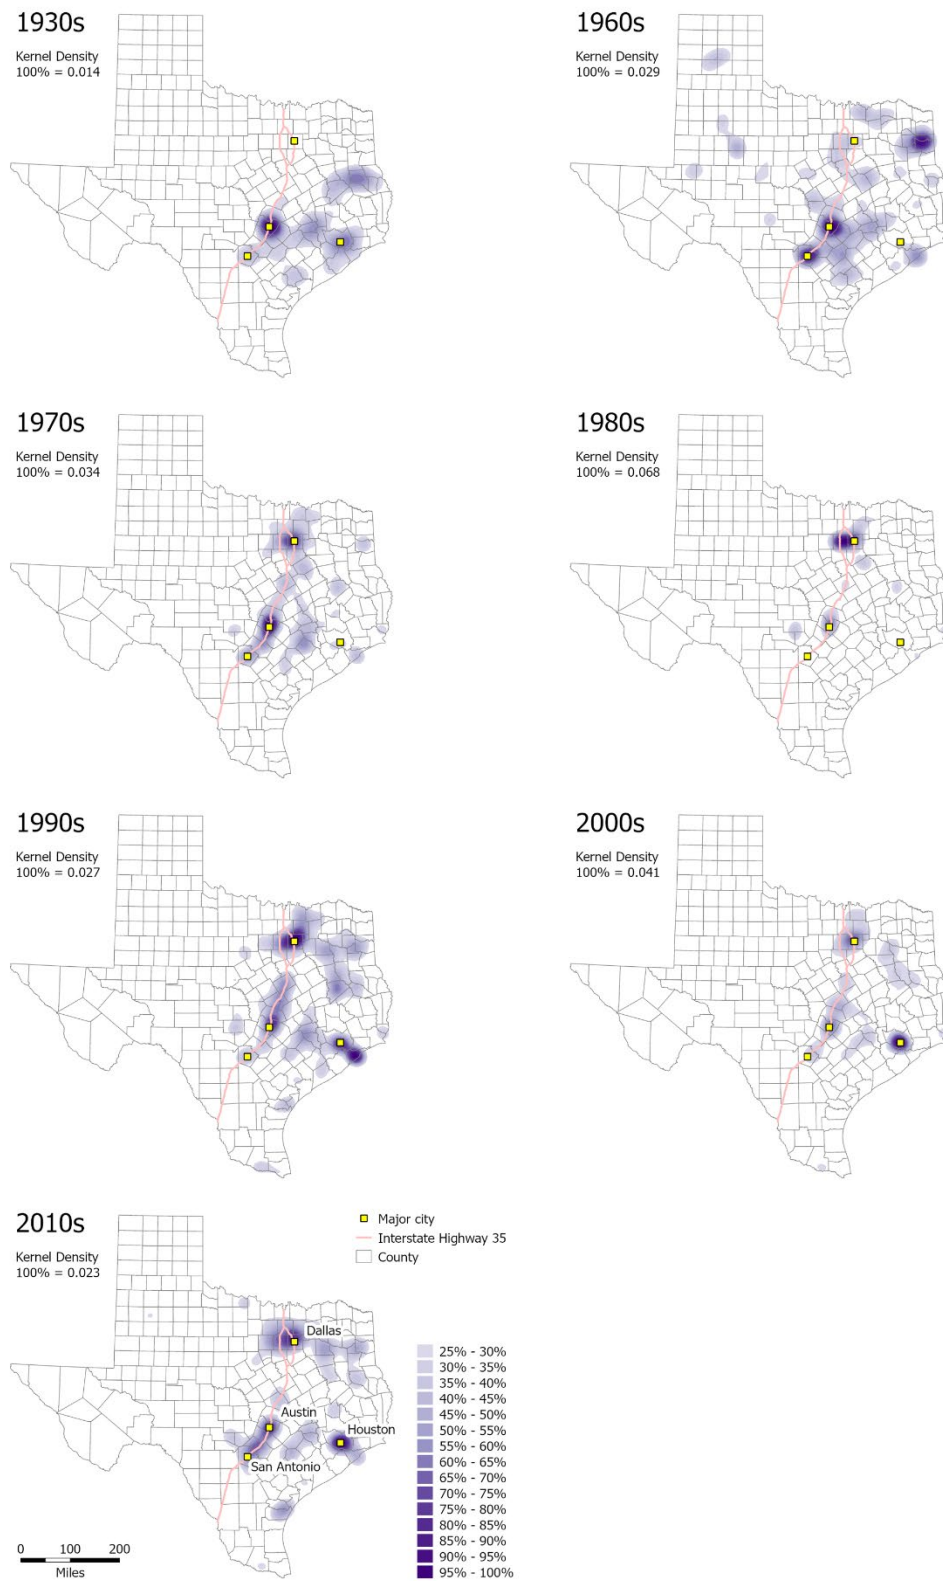 1930s
Kernel Density
100% = 0.014
1960s
Kernel Density
100% = 0.029
1970s
Kernel Density
100% = 0.034
1980s
Kernel Density
100% = 0.068
1990s
Kernel Density
100% = 0.027
2000s
Kernel Density
100% = 0.041
2010s
Kernel Density
100% = 0.023
Major city
Interstate Highway 35
County
Dallas
Austin
Houston
San Antonio
25% - 30%
30% - 35%
35% - 40%
40% - 45%
45% - 50%
50% - 55%
55% - 60%
60% - 65%
65% - 70%
70% - 75%
75% - 80%
80% - 85%
85% - 90%
90% - 95%
95% - 100%
0 100 200
Miles